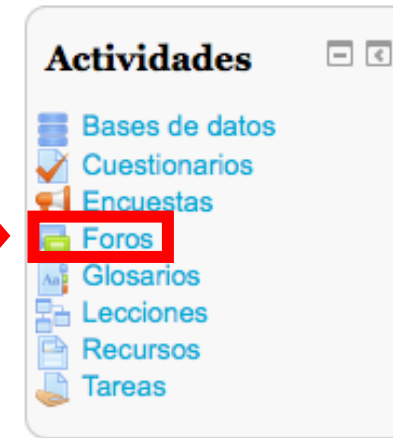 Actividades
Bases de datos
Cuestionarios
Encuestas
Foros
Glosarios
Lecciones
Recursos
Tareas